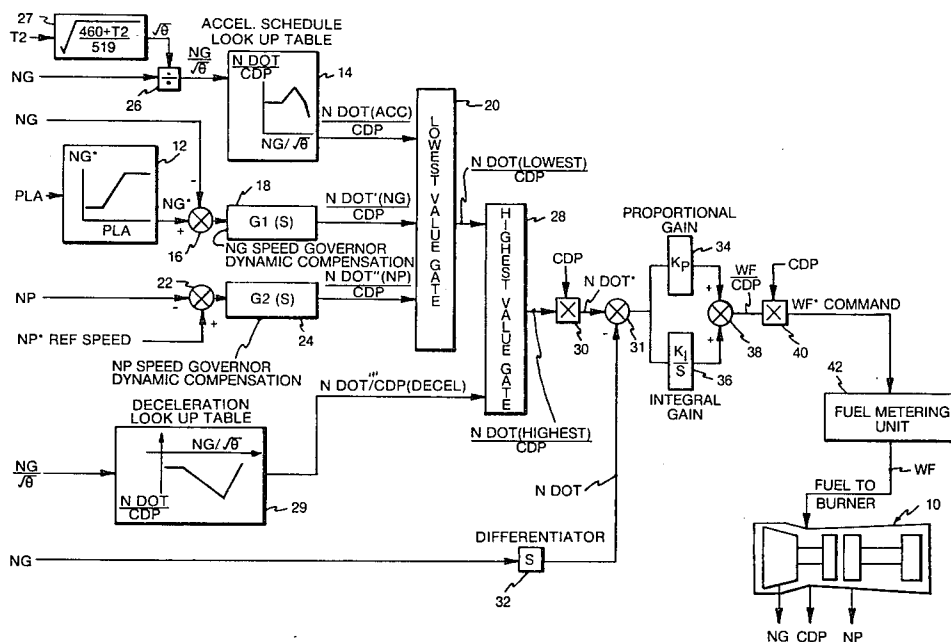 27
T2
√460+T2
519
√θ
ACCEL. SCHEDULE
LOOK UP TABLE
NG
÷
26
NG
√θ
N DOT
CDP
14
NG/√θ
N DOT(ACC)
CDP
20
LOWEST VALUE GATE
NG
12
NG*
PLA
PLA
NG*
-
+
16
18
G1 (S)
N DOT'(NG)
CDP
NG SPEED GOVERNOR
DYNAMIC COMPENSATION
N DOT(LOWEST)
CDP
HIGHEST VALUE GATE
28
NP
22
-
+
NP* REF SPEED
G2 (S)
24
N DOT''(NP)
CDP
NP SPEED GOVERNOR
DYNAMIC COMPENSATION
CDP
30
N DOT*
-
31
PROPORTIONAL
GAIN
34
KP
+
+
KI
S
36
INTEGRAL
GAIN
38
WF
CDP
CDP
40
WF* COMMAND
N DOT''''/CDP(DECEL)
N DOT(HIGHEST)
CDP
DECELERATION
LOOK UP TABLE
NG
√θ
NG/√θ
N DOT
CDP
29
N DOT
NG
DIFFERENTIATOR
S
32
42
FUEL METERING
UNIT
WF
FUEL TO
BURNER
10
NG CDP NP